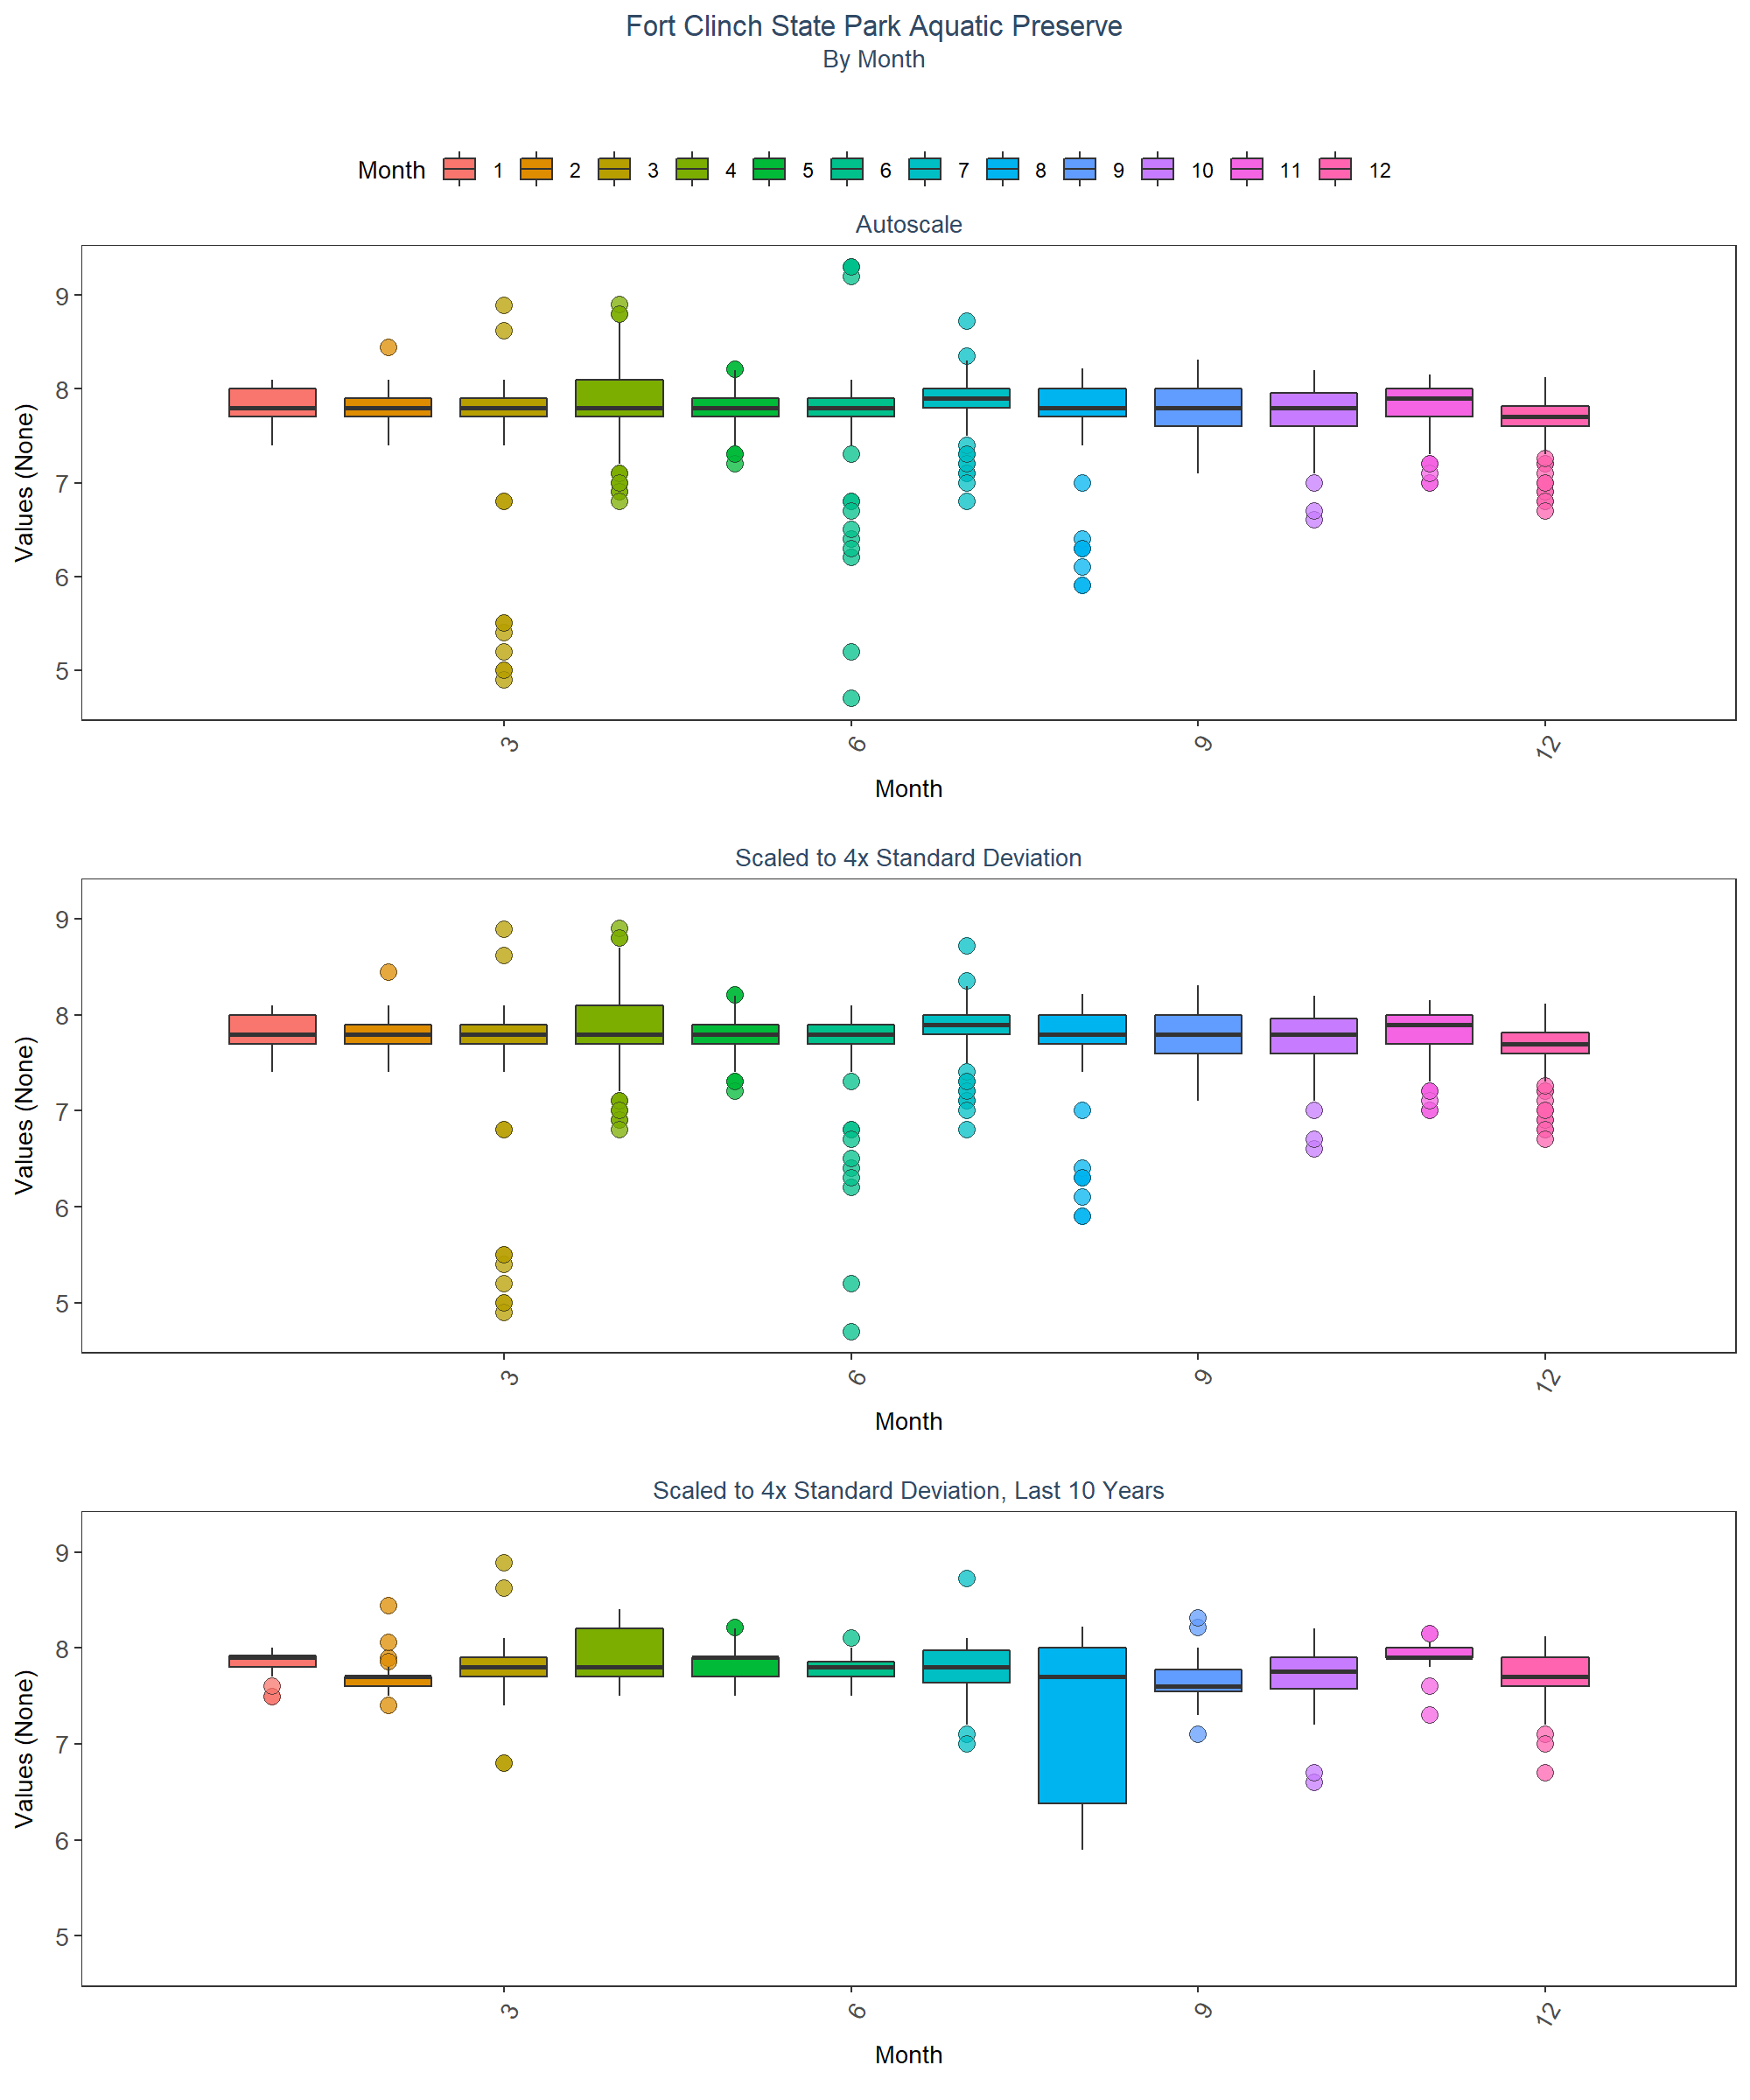 Fort Clinch State Park Aquatic Preserve
By Month
Month 1 2 3 4 5 6 7 8 9 10 11 12
Autoscale
Values (None)
9
8
7
6
5
3 6 9 12
Month
Scaled to 4x Standard Deviation
Values (None)
9
8
7
6
5
3 6 9 12
Month
Scaled to 4x Standard Deviation, Last 10 Years
Values (None)
9
8
7
6
5
3 6 9 12
Month